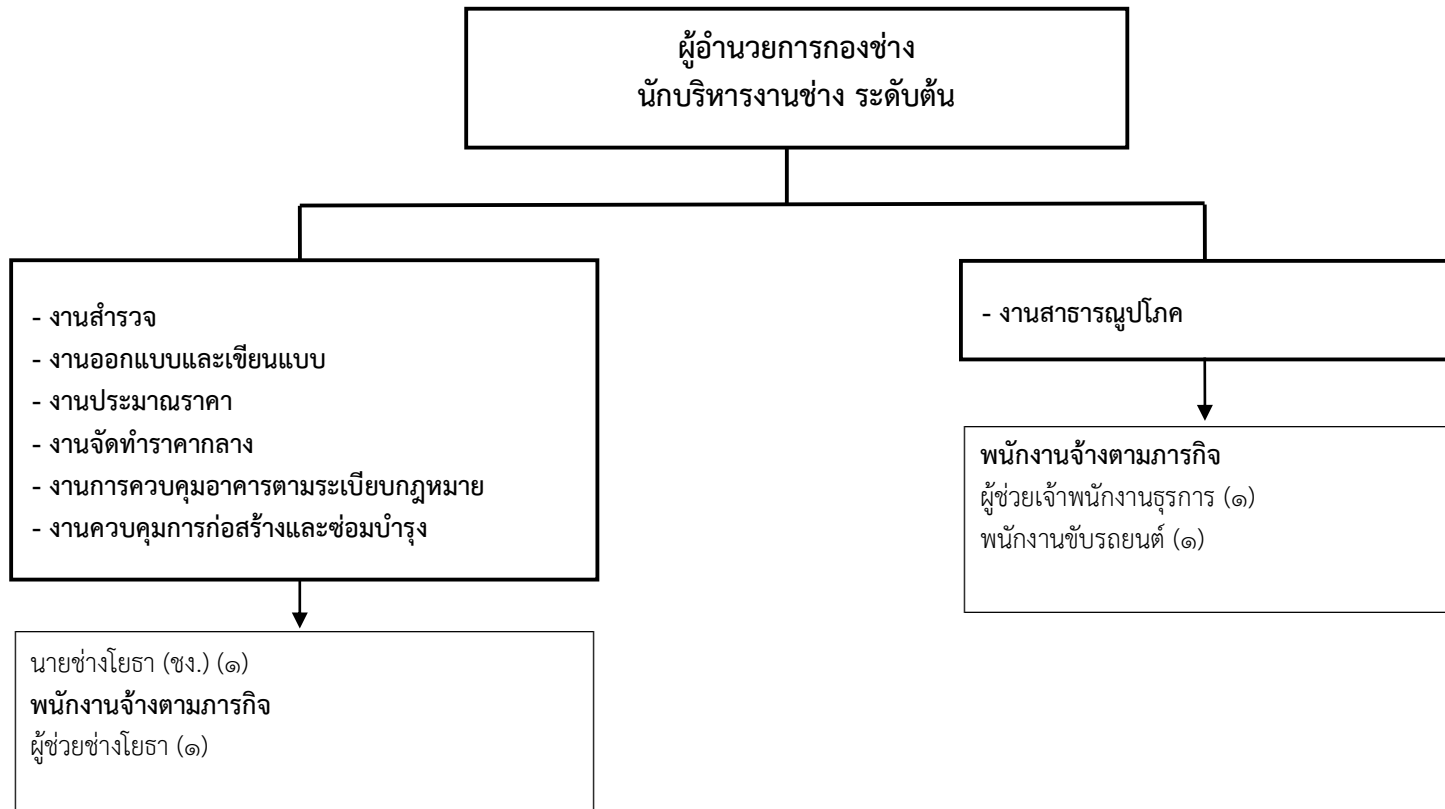 ผู้อำนวยการกองช่าง
นักบริหารงานช่าง ระดับต้น
- งานสำรวจ
- งานออกแบบและเขียนแบบ
- งานประมาณราคา
- งานจัดทำราคากลาง
- งานการควบคุมอาคารตามระเบียบกฎหมาย
- งานควบคุมการก่อสร้างและซ่อมบำรุง
นายช่างโยธา (ชง.) (๑)
พนักงานจ้างตามภารกิจ
ผู้ช่วยช่างโยธา (๑)
- งานสาธารณูปโภค
พนักงานจ้างตามภารกิจ
ผู้ช่วยเจ้าพนักงานธุรการ (๑)
พนักงานขับรถยนต์ (๑)